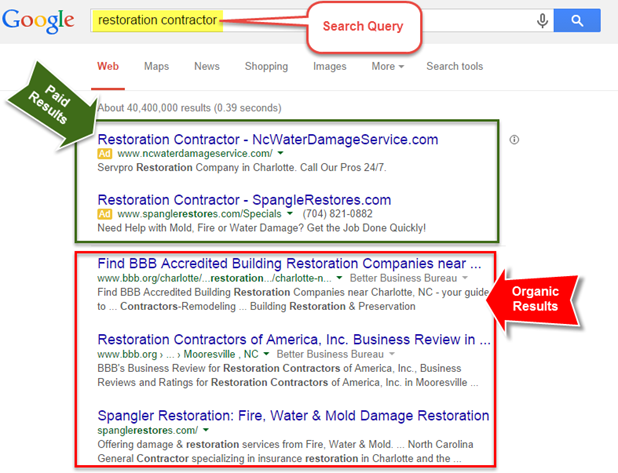 Google
restoration contractor
Search Query
Web Maps News Shopping Images More Search tools
About 40,400,000 results (0.39 seconds)
Paid
Results
Restoration Contractor - NcWaterDamageService.com
Ad www.ncwaterdamageservice.com/
Servpro Restoration Company in Charlotte. Call Our Pros 24/7.
Restoration Contractor - SpangleRestores.com
Ad www.spanglerestores.com/Specials (704) 821-0882
Need Help with Mold, Fire or Water Damage? Get the Job Done Quickly!
Find BBB Accredited Building Restoration Companies near ...
www.bbb.org/charlotte/...restoration.../charlotte-n... Better Business Bureau
Find BBB Accredited Building Restoration Companies near Charlotte, NC - your guide
to ... Contractors-Remodeling ... Building Restoration & Preservation
Organic
Results
Restoration Contractors of America, Inc. Business Review in ...
www.bbb.org › ... › Mooresville , NC Better Business Bureau
BBB's Business Review for Restoration Contractors of America, Inc., Business
Reviews and Ratings for Restoration Contractors of America, Inc. in Mooresville ...
Spangler Restoration: Fire, Water & Mold Damage Restoration
spanglerestores.com/
Offering damage & restoration services from Fire, Water & Mold. ... North Carolina
General Contractor specializing in insurance restoration in Charlotte and the ...